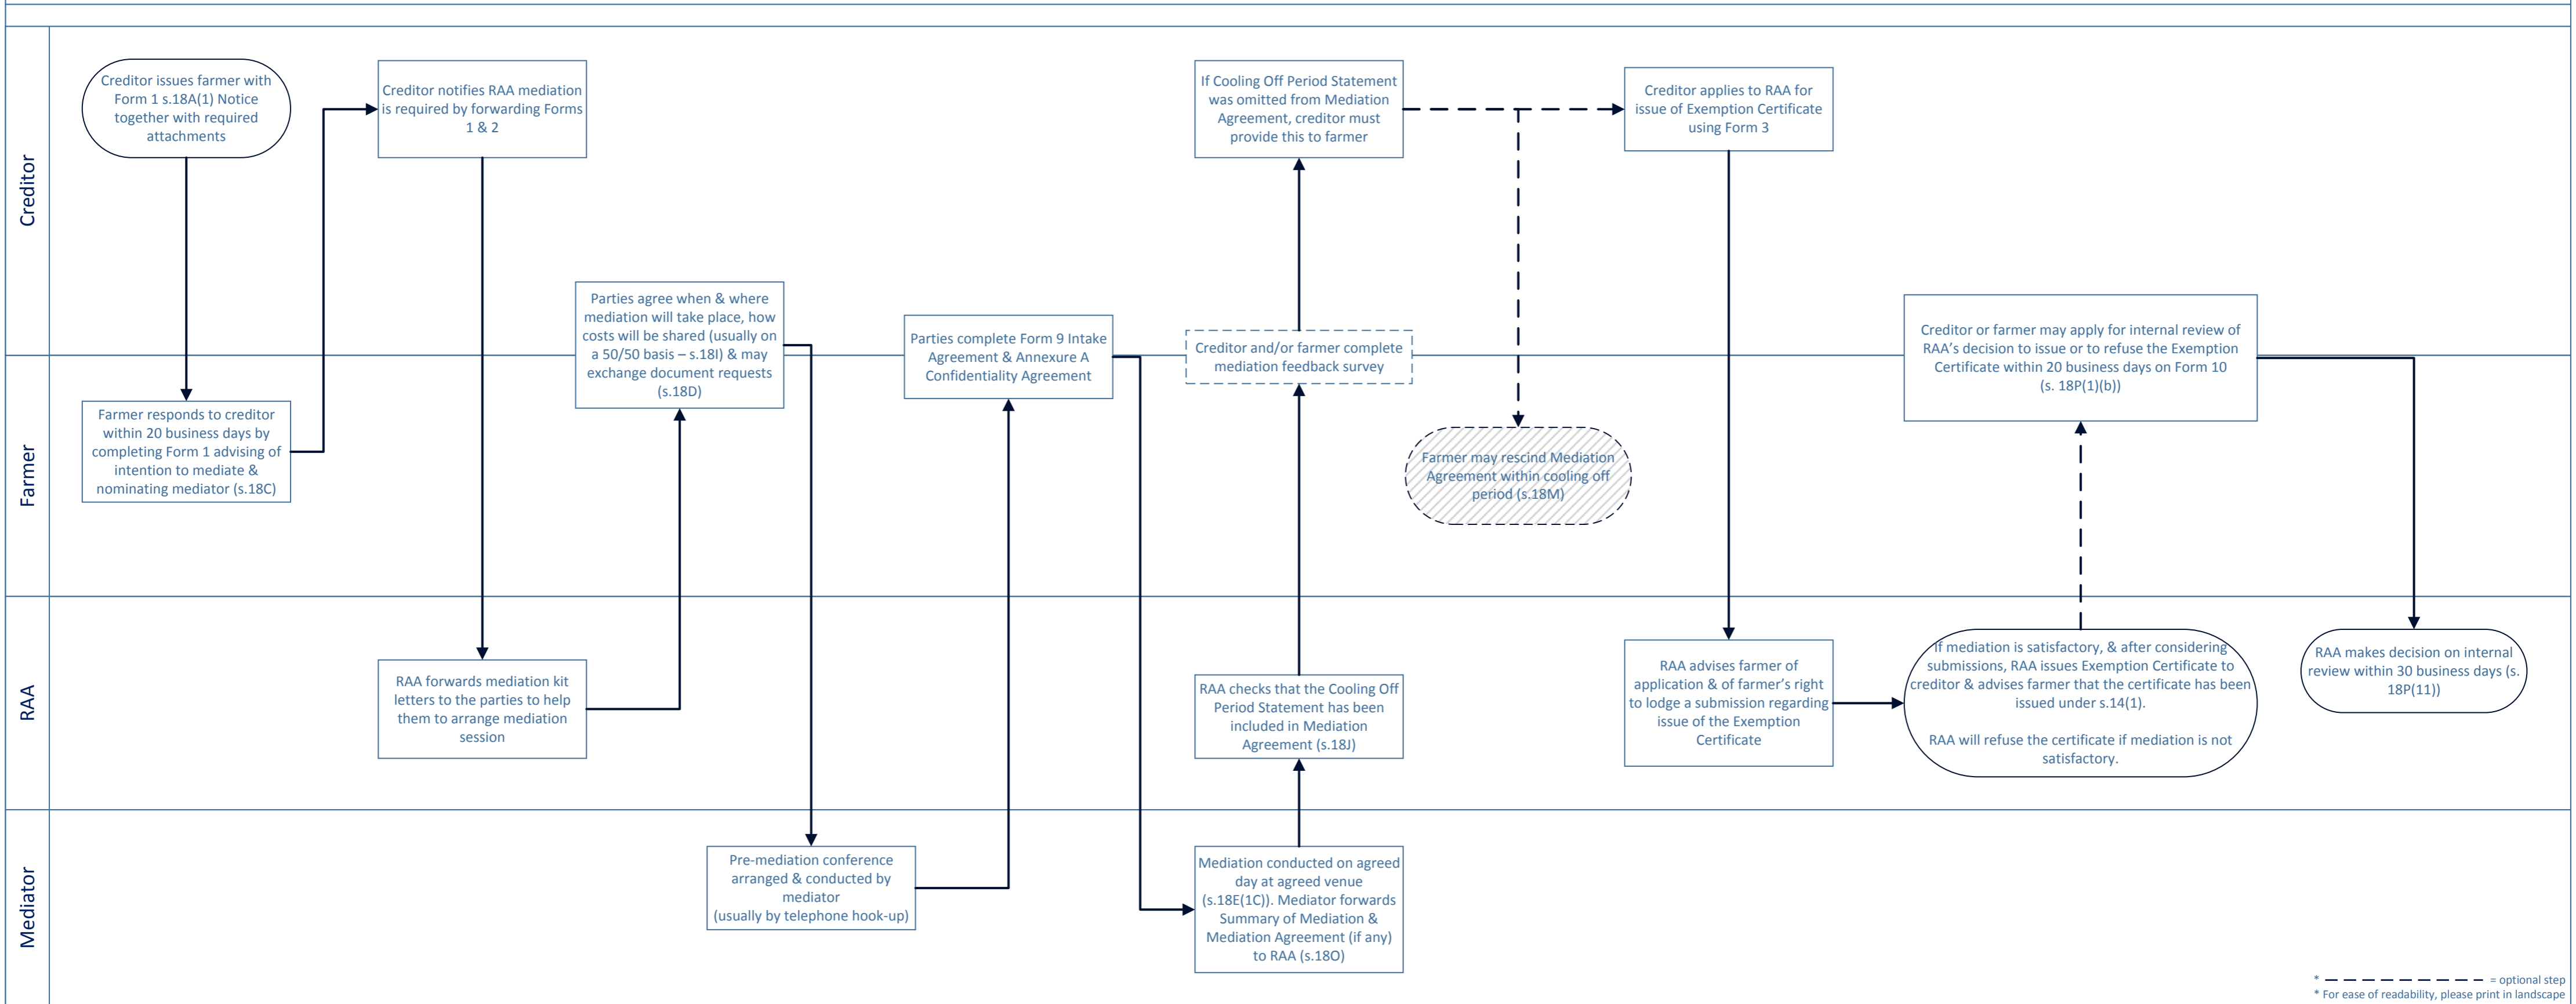 Creditor
Creditor issues farmer with
Form 1 s.18A(1) Notice
together with required
attachments
Creditor notifies RAA mediation
is required by forwarding Forms
1 & 2
If Cooling Off Period Statement
was omitted from Mediation
Agreement, creditor must
provide this to farmer
Creditor applies to RAA for
issue of Exemption Certificate
using Form 3
Parties agree when & where
mediation will take place, how
costs will be shared (usually on
a 50/50 basis – s.18I) & may
exchange document requests
(s.18D)
Parties complete Form 9 Intake
Agreement & Annexure A
Confidentiality Agreement
Creditor and/or farmer complete
mediation feedback survey
Creditor or farmer may apply for internal review of
RAA’s decision to issue or to refuse the Exemption
Certificate within 20 business days on Form 10
(s. 18P(1)(b))
Farmer
Farmer responds to creditor
within 20 business days by
completing Form 1 advising of
intention to mediate &
nominating mediator (s.18C)
Farmer may rescind Mediation
Agreement within cooling off
period (s.18M)
RAA
RAA forwards mediation kit
letters to the parties to help
them to arrange mediation
session
RAA checks that the Cooling Off
Period Statement has been
included in Mediation
Agreement (s.18J)
RAA advises farmer of
application & of farmer’s right
to lodge a submission regarding
issue of the Exemption
Certificate
If mediation is satisfactory, & after considering
submissions, RAA issues Exemption Certificate to
creditor & advises farmer that the certificate has been
issued under s.14(1).
RAA will refuse the certificate if mediation is not
satisfactory.
RAA makes decision on internal
review within 30 business days (s.
18P(11))
Mediator
Pre-mediation conference
arranged & conducted by
mediator
(usually by telephone hook-up)
Mediation conducted on agreed
day at agreed venue
(s.18E(1C)). Mediator forwards
Summary of Mediation &
Mediation Agreement (if any)
to RAA (s.18O)
* = optional step
* For ease of readability, please print in landscape